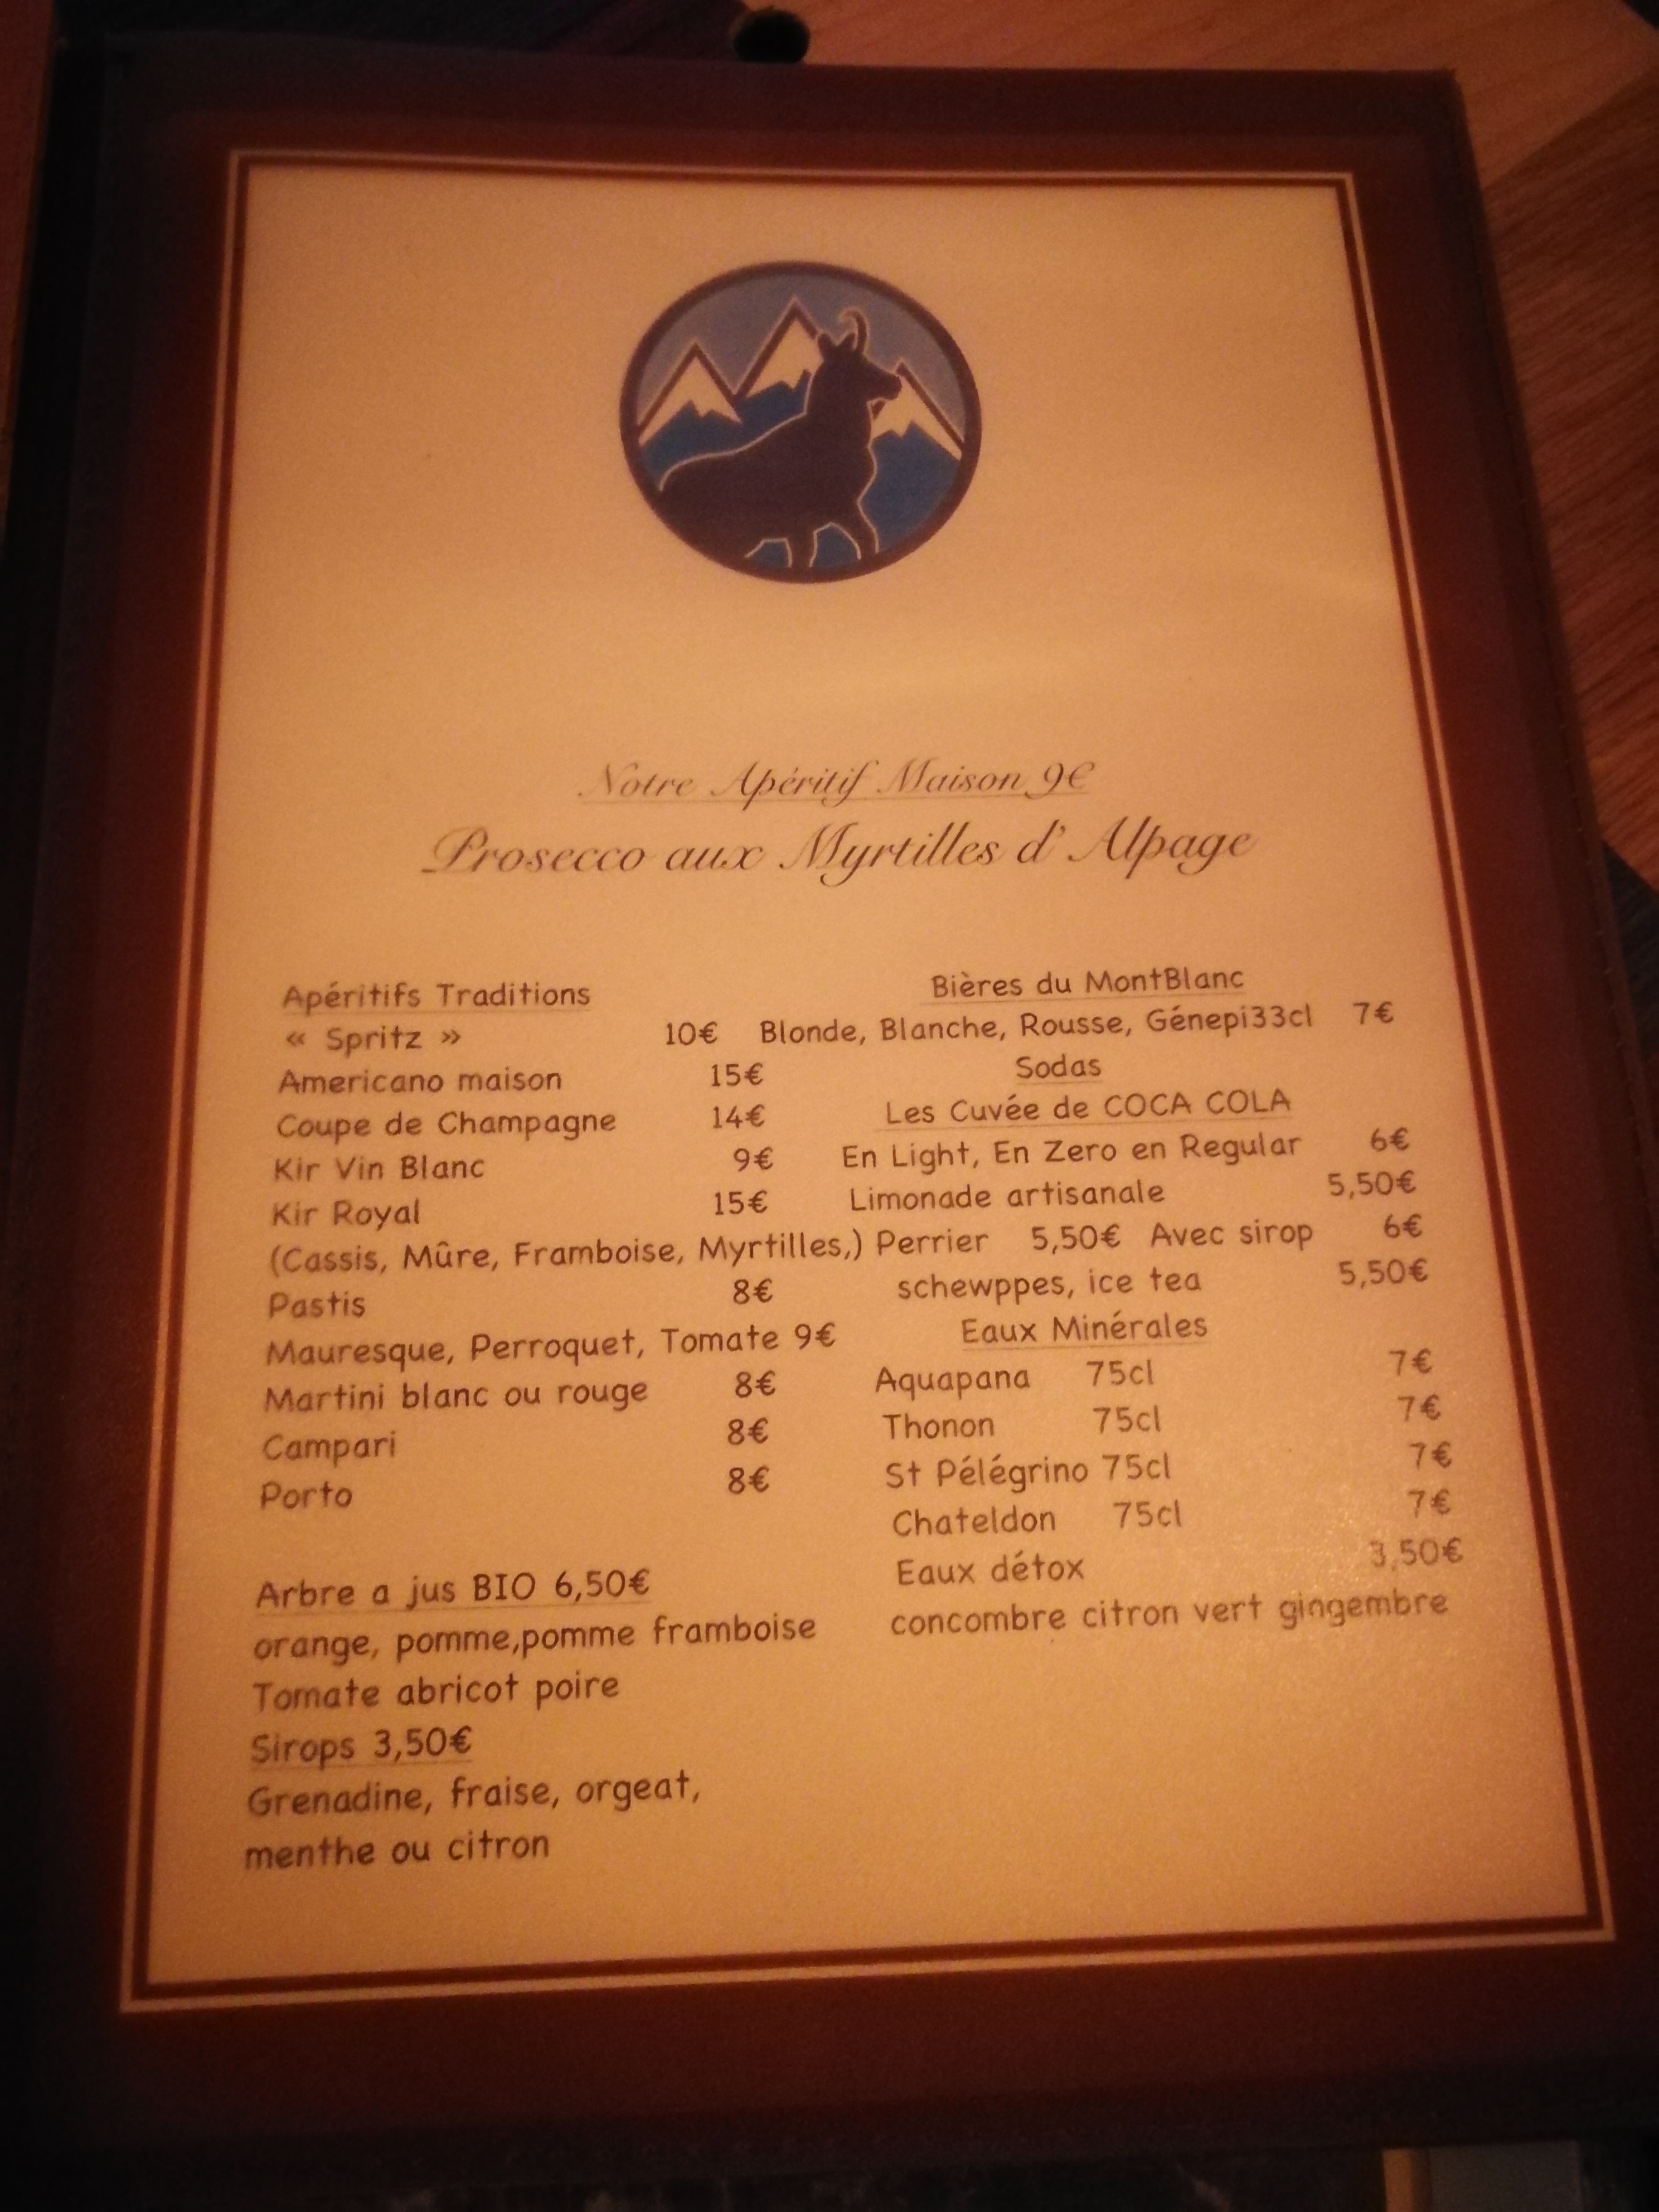 Notre Apéritif Maison 9€
Prosecco aux Myrtilles d' Alpage
Apéritifs Traditions
« Spritz » 10€
Americano maison 15€
Coupe de Champagne 14€
Kir Vin Blanc 9€
Kir Royal 15€
(Cassis, Mûre, Framboise, Myrtilles,)
Pastis 8€
Mauresque, Perroquet, Tomate 9€
Martini blanc ou rouge 8€
Campari 8€
Porto 8€
Arbre a jus BIO 6,50€
orange, pomme,pomme framboise
Tomate abricot poire
Sirops 3,50€
Grenadine, fraise, orgeat,
menthe ou citron
Bières du MontBlanc
Blonde, Blanche, Rousse, Génepi33cl 7€
Sodas
Les Cuvée de COCA COLA
En Light, En Zero en Regular 6€
Limonade artisanale 5,50€
Perrier 5,50€ Avec sirop 6€
schewppes, ice tea 5,50€
Eaux Minérales
Aquapana 75cl 7€
Thonon 75cl 7€
St Pélégrino 75cl 7€
Chateldon 75cl 7€
Eaux détox 3,50€
concombre citron vert gingembre